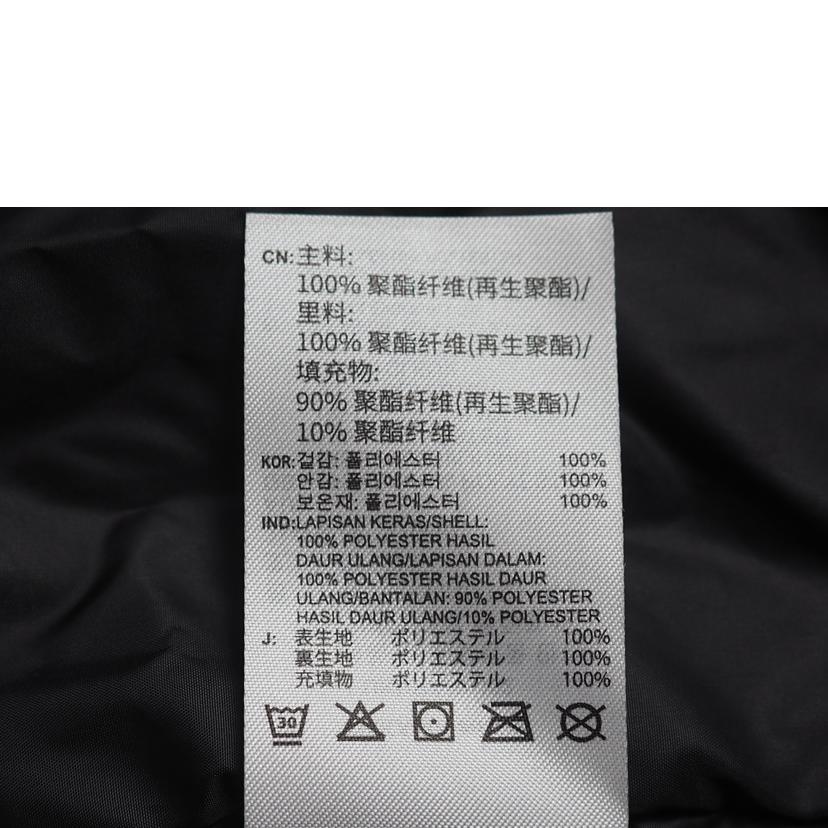 CN:主料:
100% 聚酯纤维(再生聚酯)/
里料:
100% 聚酯纤维(再生聚酯)/
填充物:
90% 聚酯纤维(再生聚酯)/
10% 聚酯纤维
KOR:겉감: 폴리에스터 100%
안감: 폴리에스터 100%
보온재: 폴리에스터 100%
IND:LAPISAN KERAS/SHELL:
100% POLYESTER HASIL
DAUR ULANG/LAPISAN DALAM:
100% POLYESTER HASIL DAUR
ULANG/BANTALAN: 90% POLYESTER
HASIL DAUR ULANG/10% POLYESTER
J: 表生地 ポリエステル 100%
裏生地 ポリエステル 100%
充填物 ポリエステル 100%
30